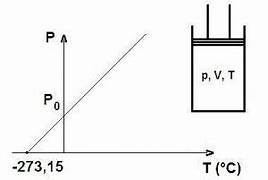 P
p, V, T
P₀
-273,15
T (°C)